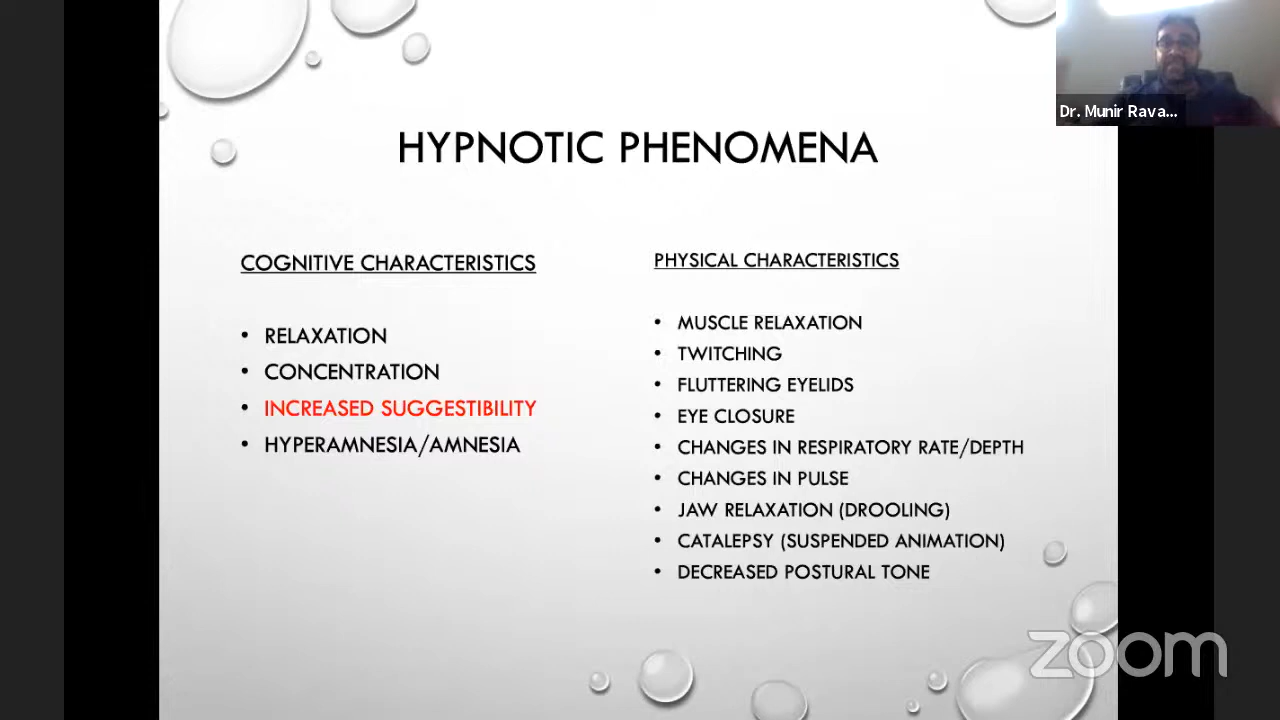 Dr. Munir Rava...
HYPNOTIC PHENOMENA
COGNITIVE CHARACTERISTICS
• RELAXATION
• CONCENTRATION
• INCREASED SUGGESTIBILITY
• HYPERAMNESIA/AMNESIA
PHYSICAL CHARACTERISTICS
• MUSCLE RELAXATION
• TWITCHING
• FLUTTERING EYELIDS
• EYE CLOSURE
• CHANGES IN RESPIRATORY RATE/DEPTH
• CHANGES IN PULSE
• JAW RELAXATION (DROOLING)
• CATALEPSY (SUSPENDED ANIMATION)
• DECREASED POSTURAL TONE
zoom